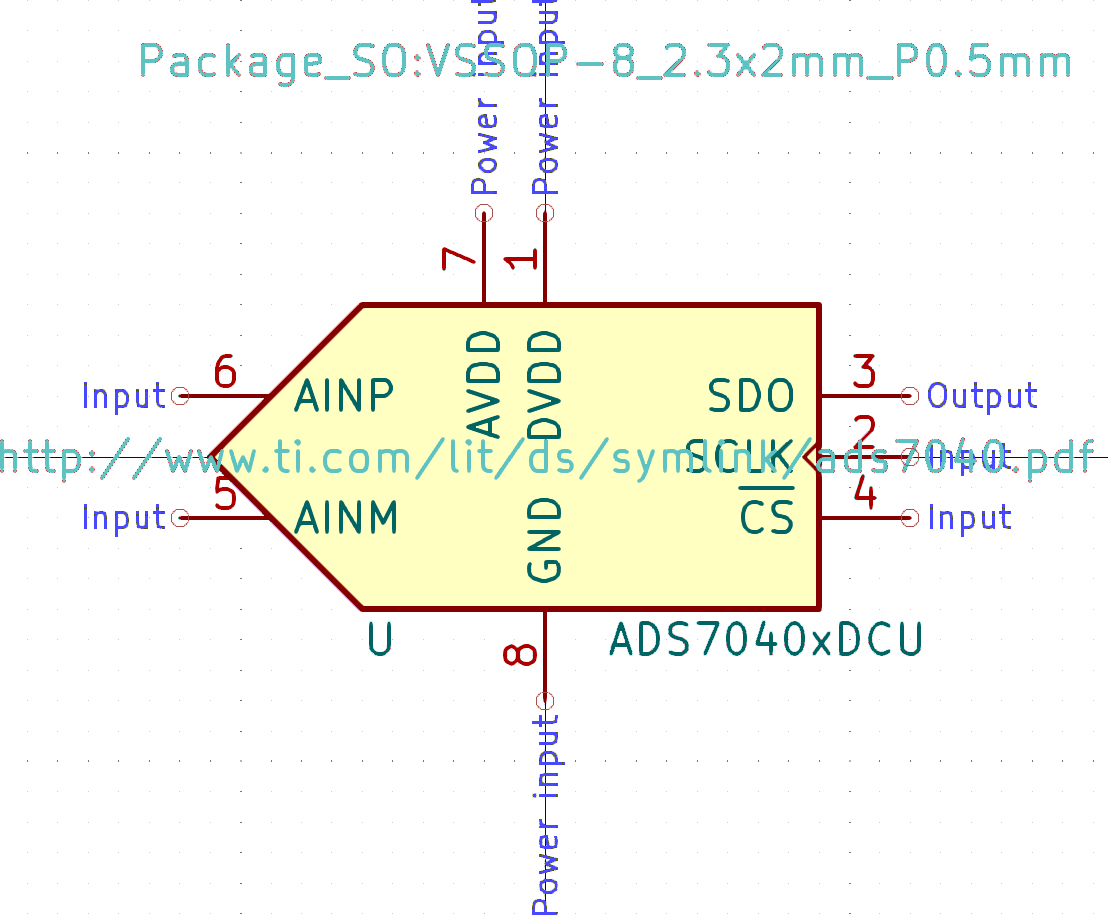 Package_SO:VSSOP-8_2.3x2mm_P0.5mm
Power input
Power input
7
1
AVDD
DVDD
Input
6
AINP
SDO
3
Output
http://www.ti.com/lit/ds/symlink/ads7040.pdf
SCLK
2
Input
Input
5
AINM
CS
4
Input
GND
U
8
ADS7040xDCU
Power input